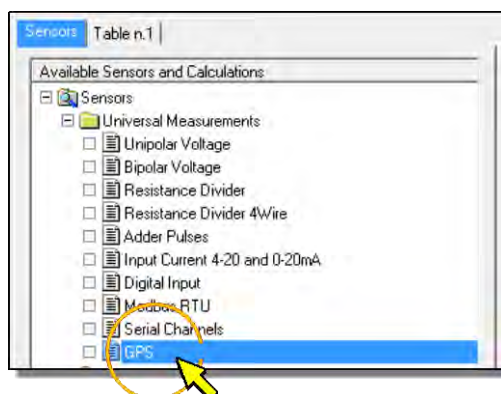 Sensors Table n.1
Available Sensors and Calculations
Sensors
Universal Measurements
Unipolar Voltage
Bipolar Voltage
Resistance Divider
Resistance Divider 4Wire
Adder Pulses
Input Current 4-20 and 0-20mA
Digital Input
Modbus RTU
Serial Channels
GPS